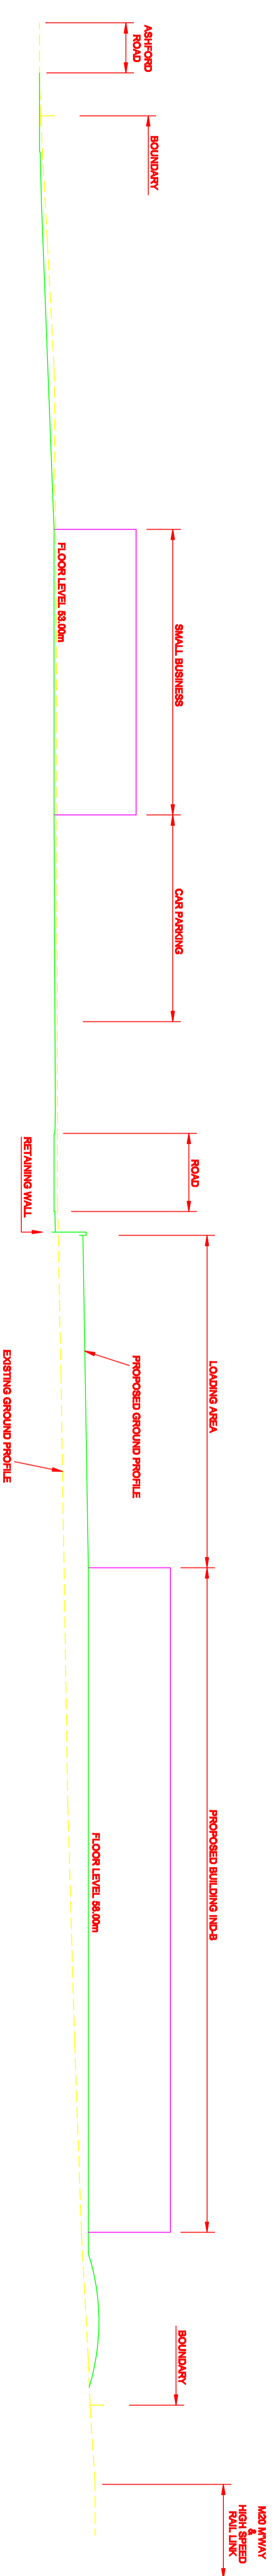 ASHFORD
ROAD
BOUNDARY
FLOOR LEVEL 53.00m
SMALL BUSINESS
CAR PARKING
RETAINING WALL
ROAD
EXISTING GROUND PROFILE
PROPOSED GROUND PROFILE
LOADING AREA
FLOOR LEVEL 58.00m
PROPOSED BUILDING IND-B
BOUNDARY
M20 M'WAY
&
HIGH SPEED
RAIL LINK